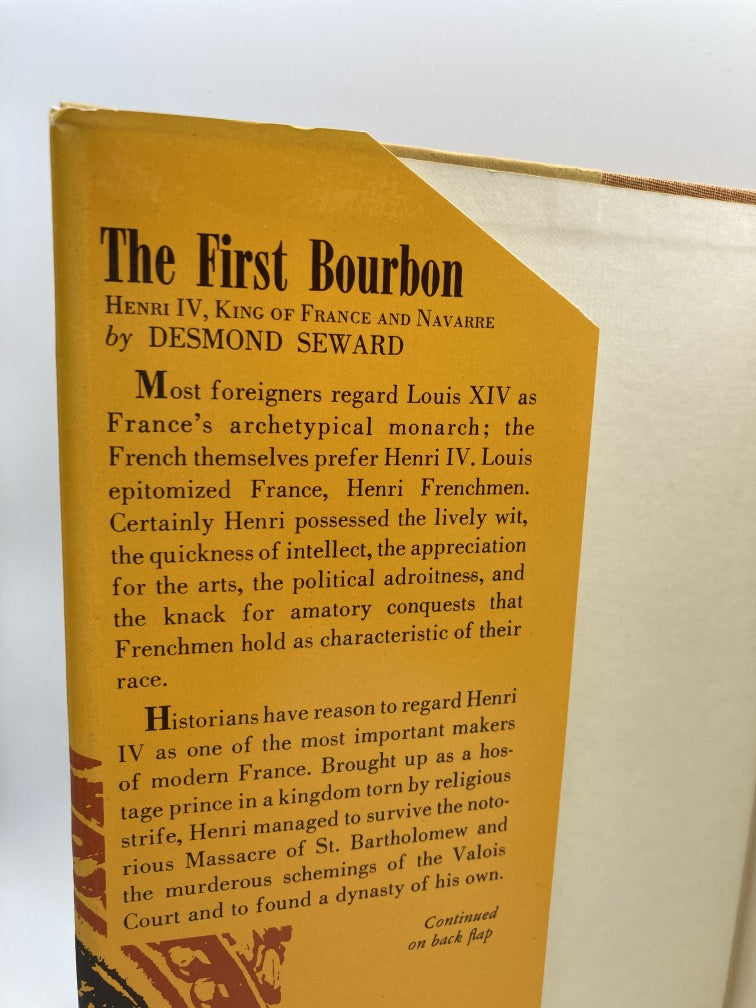 The First Bourbon
HENRI IV, KING OF FRANCE AND NAVARRE
by DESMOND SEWARD
Most foreigners regard Louis XIV as
France's archetypical monarch; the
French themselves prefer Henri IV. Louis
epitomized France, Henri Frenchmen.
Certainly Henri possessed the lively wit,
the quickness of intellect, the appreciation
for the arts, the political adroitness, and
the knack for amatory conquests that
Frenchmen hold as characteristic of their
race.
Historians have reason to regard Henri
IV as one of the most important makers
of modern France. Brought up as a hos-
tage prince in a kingdom torn by religious
strife, Henri managed to survive the noto-
rious Massacre of St. Bartholomew and
the murderous schemings of the Valois
Court and to found a dynasty of his own.
Continued
on back flap